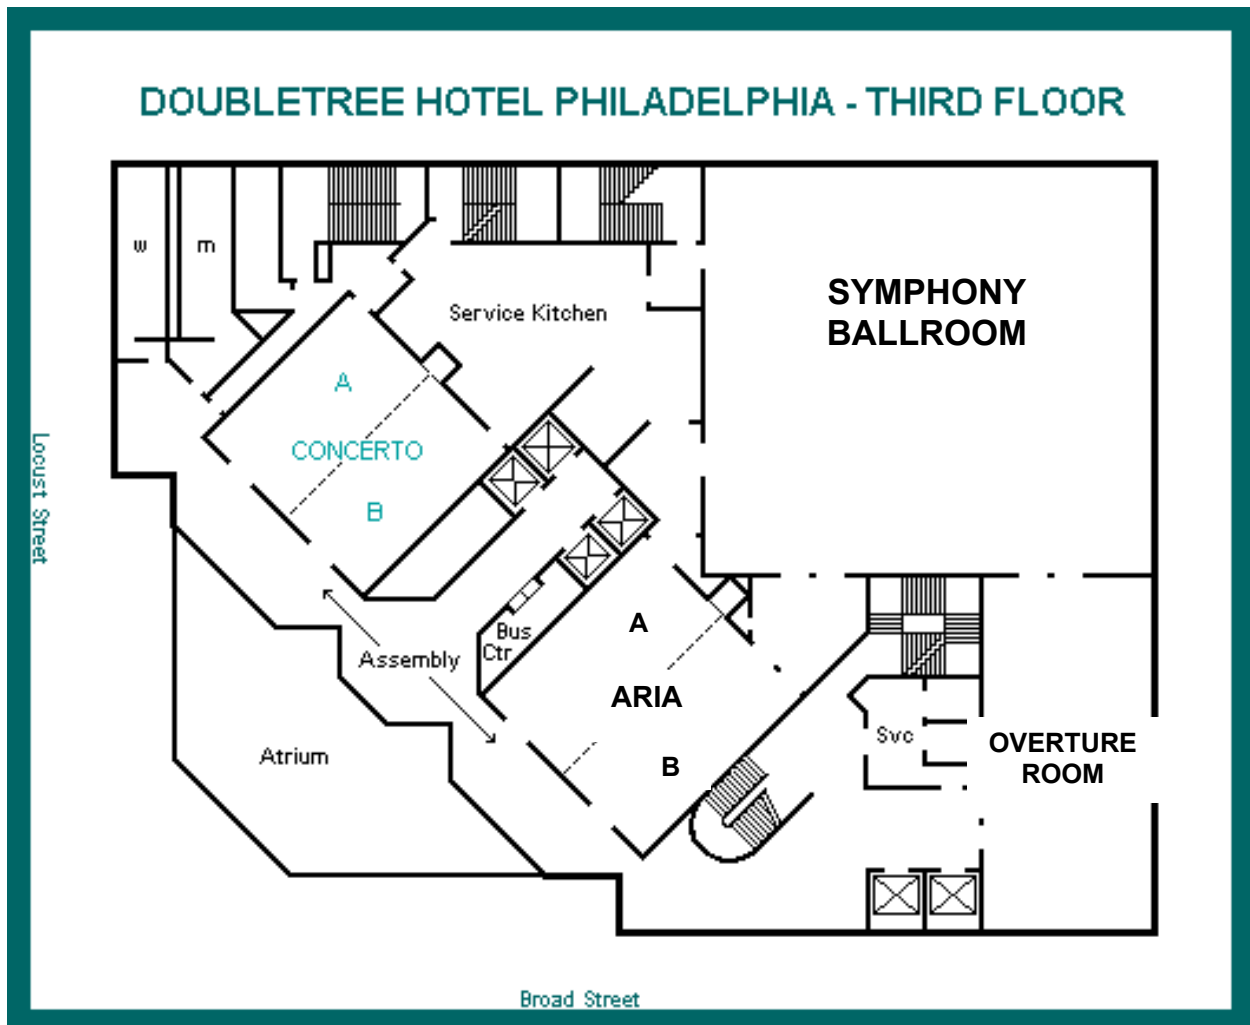 DOUBLETREE HOTEL PHILADELPHIA - THIRD FLOOR
w
m
SYMPHONY
BALLROOM
Service Kitchen
A
CONCERTO
B
Locust Street
A
Bus
Ctr
Assembly
ARIA
Svc
OVERTURE
ROOM
Atrium
B
Broad Street